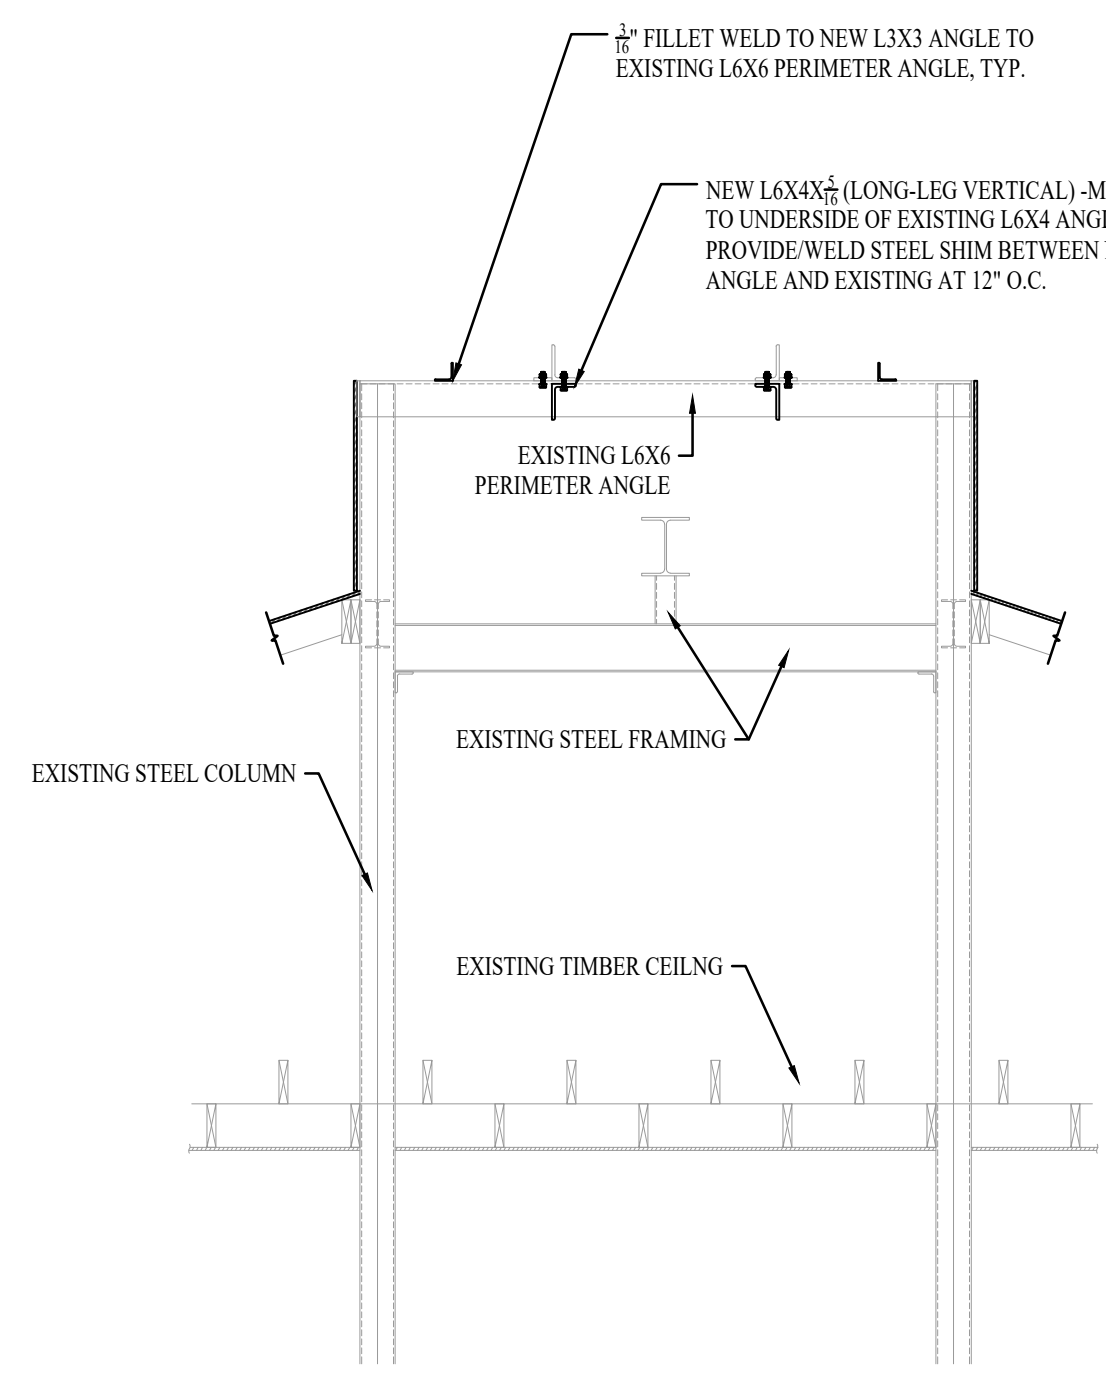 3/16" FILLET WELD TO NEW L3X3 ANGLE TO
EXISTING L6X6 PERIMETER ANGLE, TYP.
NEW L6X4X5/16 (LONG-LEG VERTICAL) -M
TO UNDERSIDE OF EXISTING L6X4
PROVIDE/WELD STEEL SHIM BETWEEN
ANGLE AND EXISTING AT 12" O.C.
EXISTING L6X6
PERIMETER ANGLE
EXISTING STEEL FRAMING
EXISTING STEEL COLUMN
EXISTING TIMBER CEILNG